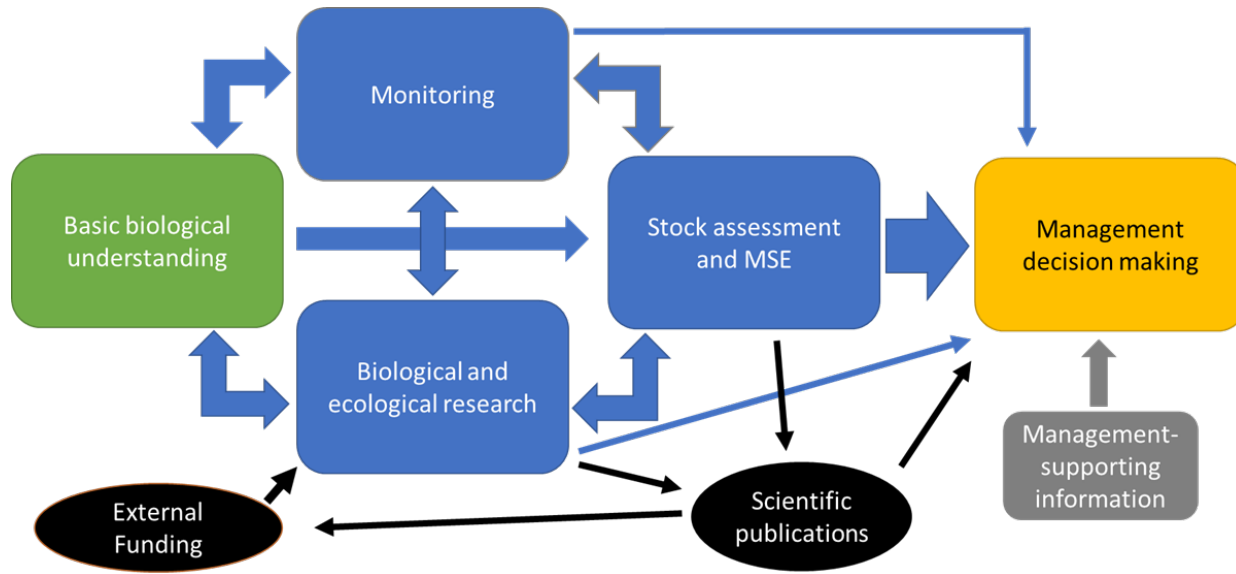 Monitoring
Basic biological
understanding
Stock assessment
and MSE
Management
decision making
Biological and
ecological research
Management-
supporting
information
External
Funding
Scientific
publications